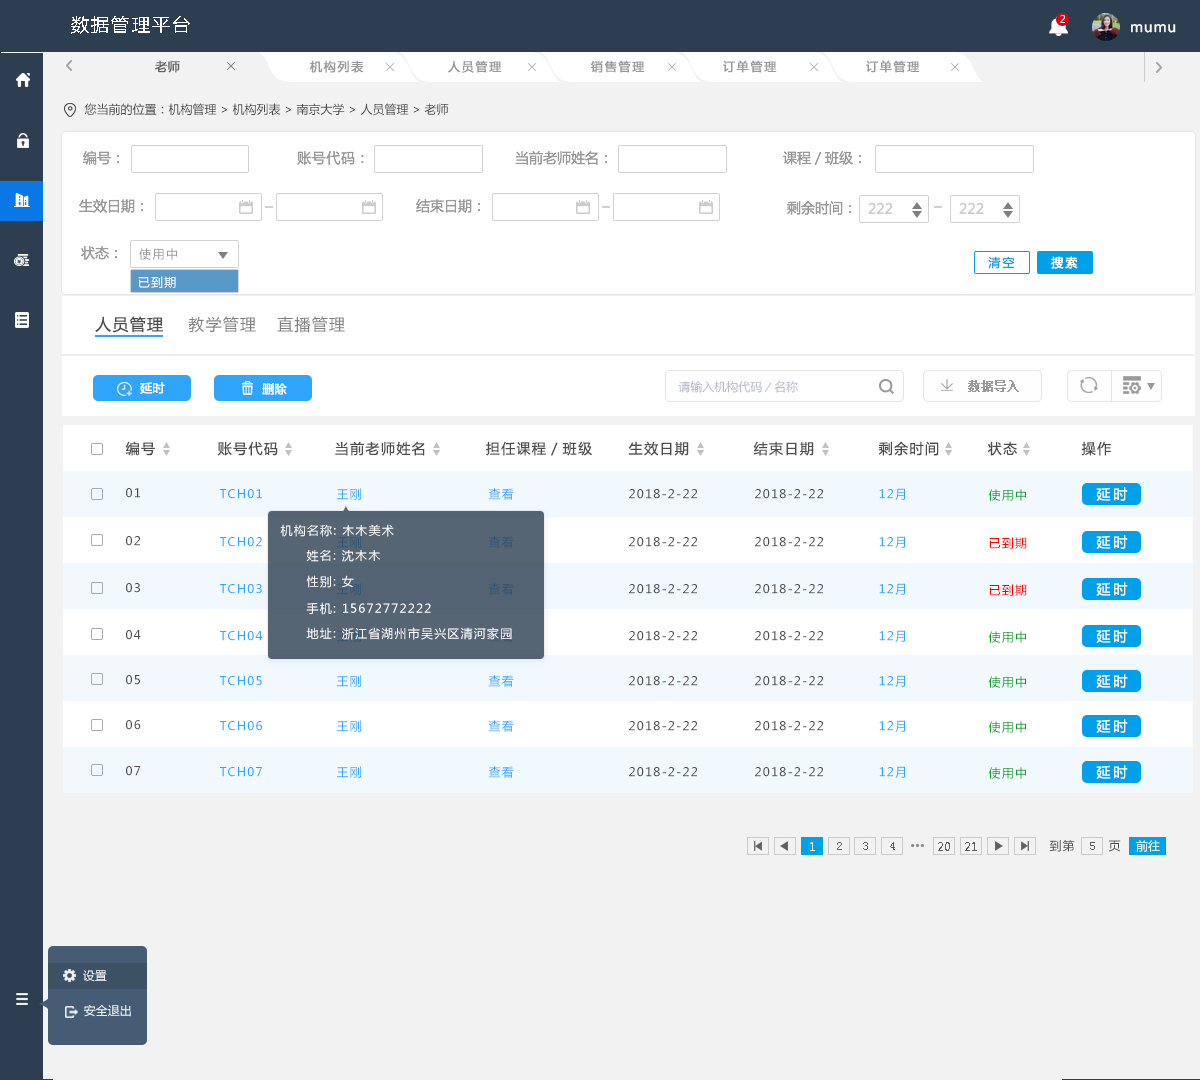 数据管理平台
2
mumu
老师 机构列表 人员管理 销售管理 订单管理 订单管理
您当前的位置：机构管理 > 机构列表 > 南京大学 > 人员管理 > 老师
编号： 账号代码： 当前老师姓名： 课程 / 班级：
生效日期： – 结束日期： – 剩余时间： 222 – 222
状态： 使用中
已到期
清空 搜索
人员管理 教学管理 直播管理
延时 删除 请输入机构代码 / 名称 数据导入
编号 账号代码 当前老师姓名 担任课程 / 班级 生效日期 结束日期 剩余时间 状态 操作
01 TCH01 王刚 查看 2018-2-22 2018-2-22 12月 使用中 延时
02 TCH02 查看 2018-2-22 2018-2-22 12月 已到期 延时
03 TCH03 王刚 查看 2018-2-22 2018-2-22 12月 已到期 延时
04 TCH04 2018-2-22 2018-2-22 12月 使用中 延时
机构名称: 木木美术
姓名: 沈木木
性别: 女
手机: 15672772222
地址: 浙江省湖州市吴兴区清河家园
05 TCH05 王刚 查看 2018-2-22 2018-2-22 12月 使用中 延时
06 TCH06 王刚 查看 2018-2-22 2018-2-22 12月 使用中 延时
07 TCH07 王刚 查看 2018-2-22 2018-2-22 12月 使用中 延时
1 2 3 4 ••• 20 21 到第 5 页 前往
设置
安全退出